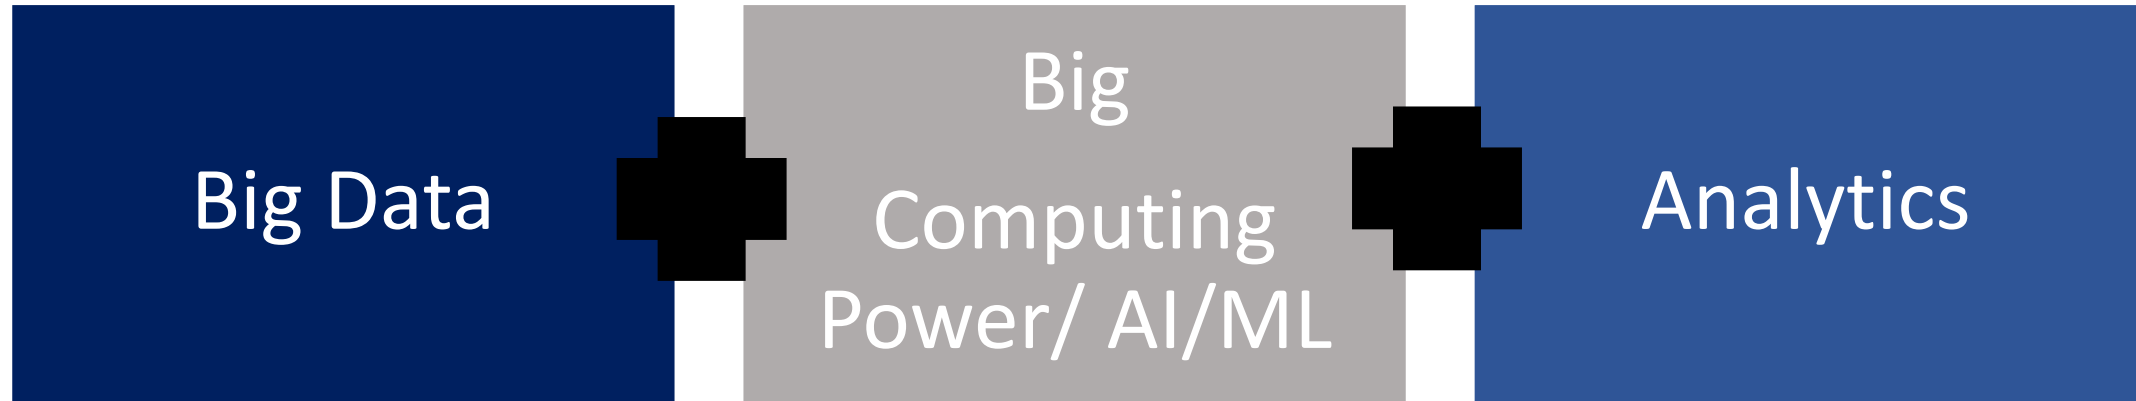 Big Data
Big
Computing
Power/ AI/ML
Analytics